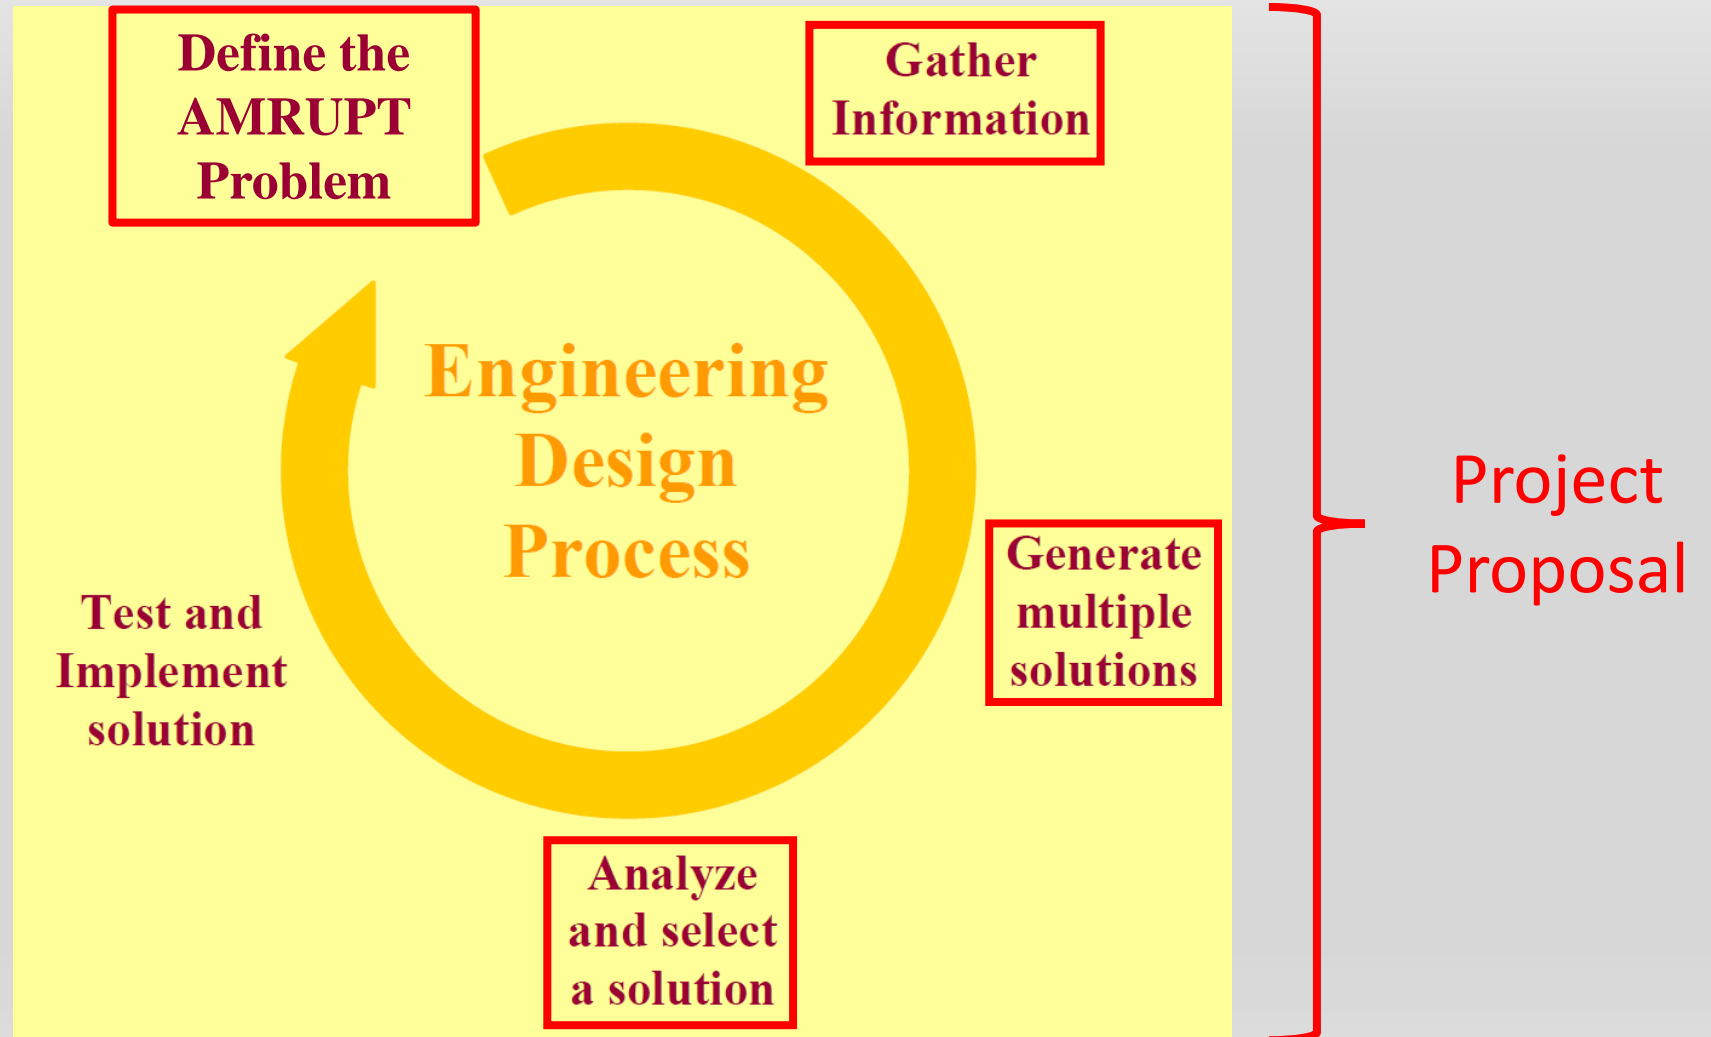 Define the
AMRUPT
Problem
Gather
Information
Engineering
Design
Process
Generate
multiple
solutions
Analyze
and select
a solution
Test and
Implement
solution
Project
Proposal